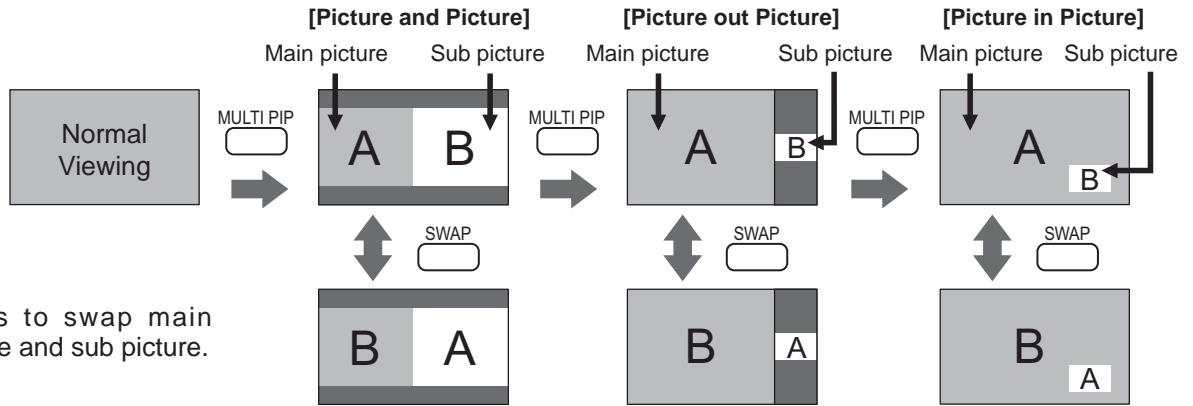 [Picture and Picture] [Picture out Picture] [Picture in Picture]
Main picture Sub picture Main picture Sub picture Main picture Sub picture
Normal
Viewing
MULTI PIP
A B
MULTI PIP
A B
MULTI PIP
A
B
SWAP SWAP SWAP
to swap main
and sub picture.
B A
B A
B
A